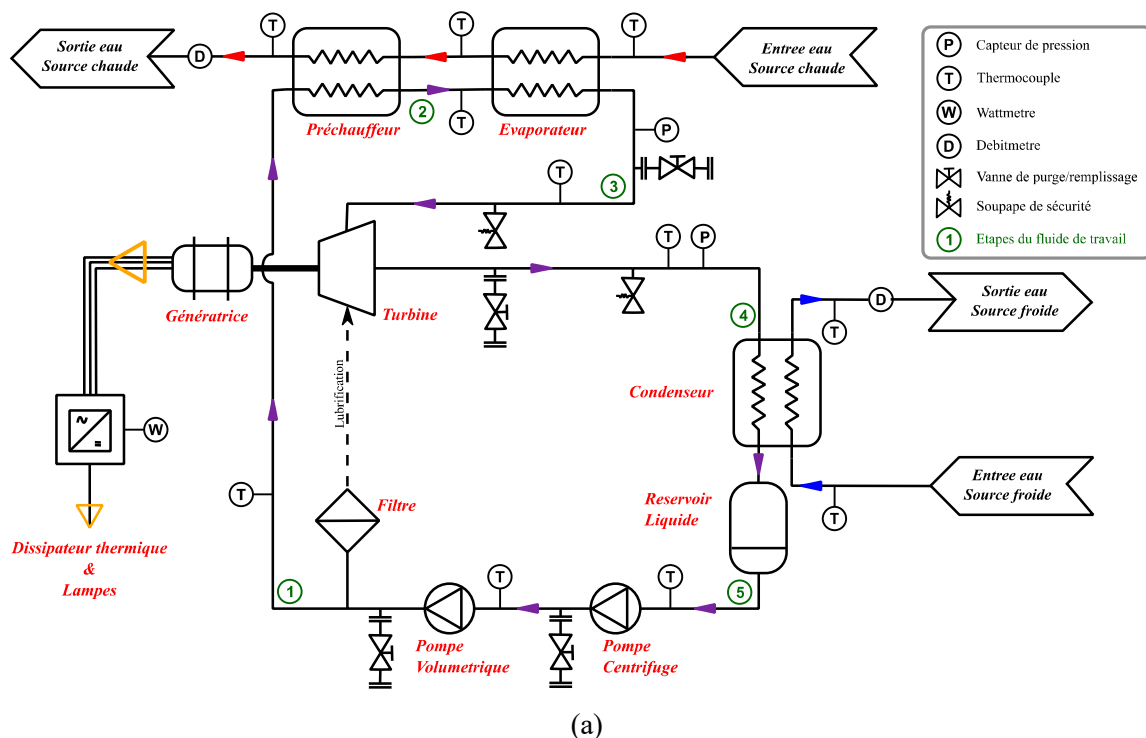 Sortie eau
Source chaude
D
T
T
T
Entree eau
Source chaude
P
Capteur de pression
T
Thermocouple
W
Wattmetre
D
Debitmetre
Vanne de purge/remplissage
Soupape de sécurité
1
Etapes du fluide de travail
2
T
Préchauffeur
Evaporateur
P
T
3
T
P
Génératrice
Turbine
4
D
T
Sortie eau
Source froide
Condenseur
Lubrification
W
T
Filtre
Reservoir
Liquide
T
Entree eau
Source froide
Dissipateur thermique
&
Lampes
1
T
T
5
Pompe
Volumetrique
Pompe
Centrifuge
(a)